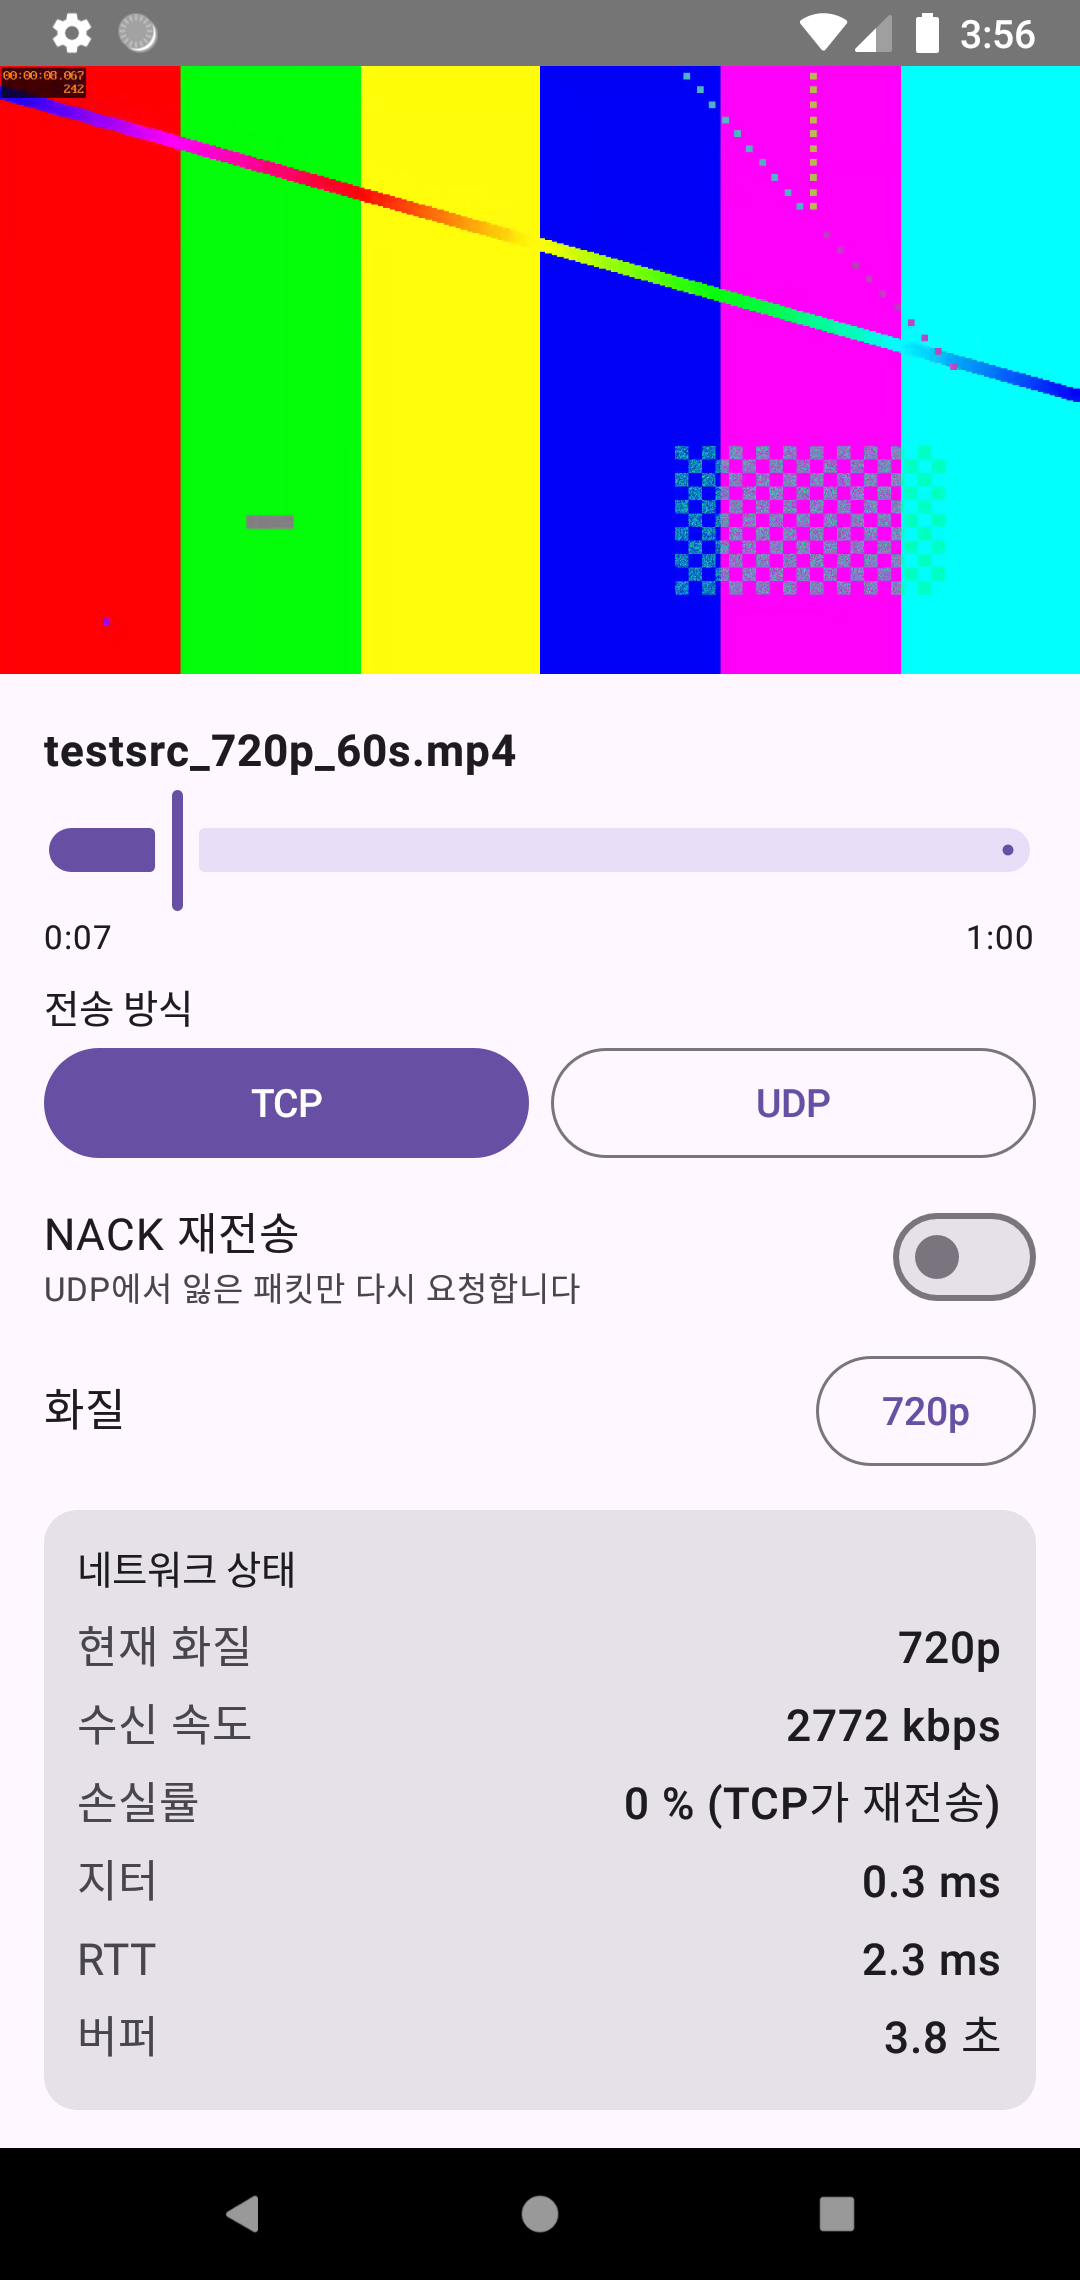 3:56
00:00:08.067
242
testsrc_720p_60s.mp4
0:07 1:00
전송 방식
TCP UDP
NACK 재전송
UDP에서 잃은 패킷만 다시 요청합니다
화질 720p
네트워크 상태
현재 화질 720p
수신 속도 2772 kbps
손실률 0 % (TCP가 재전송)
지터 0.3 ms
RTT 2.3 ms
버퍼 3.8 초